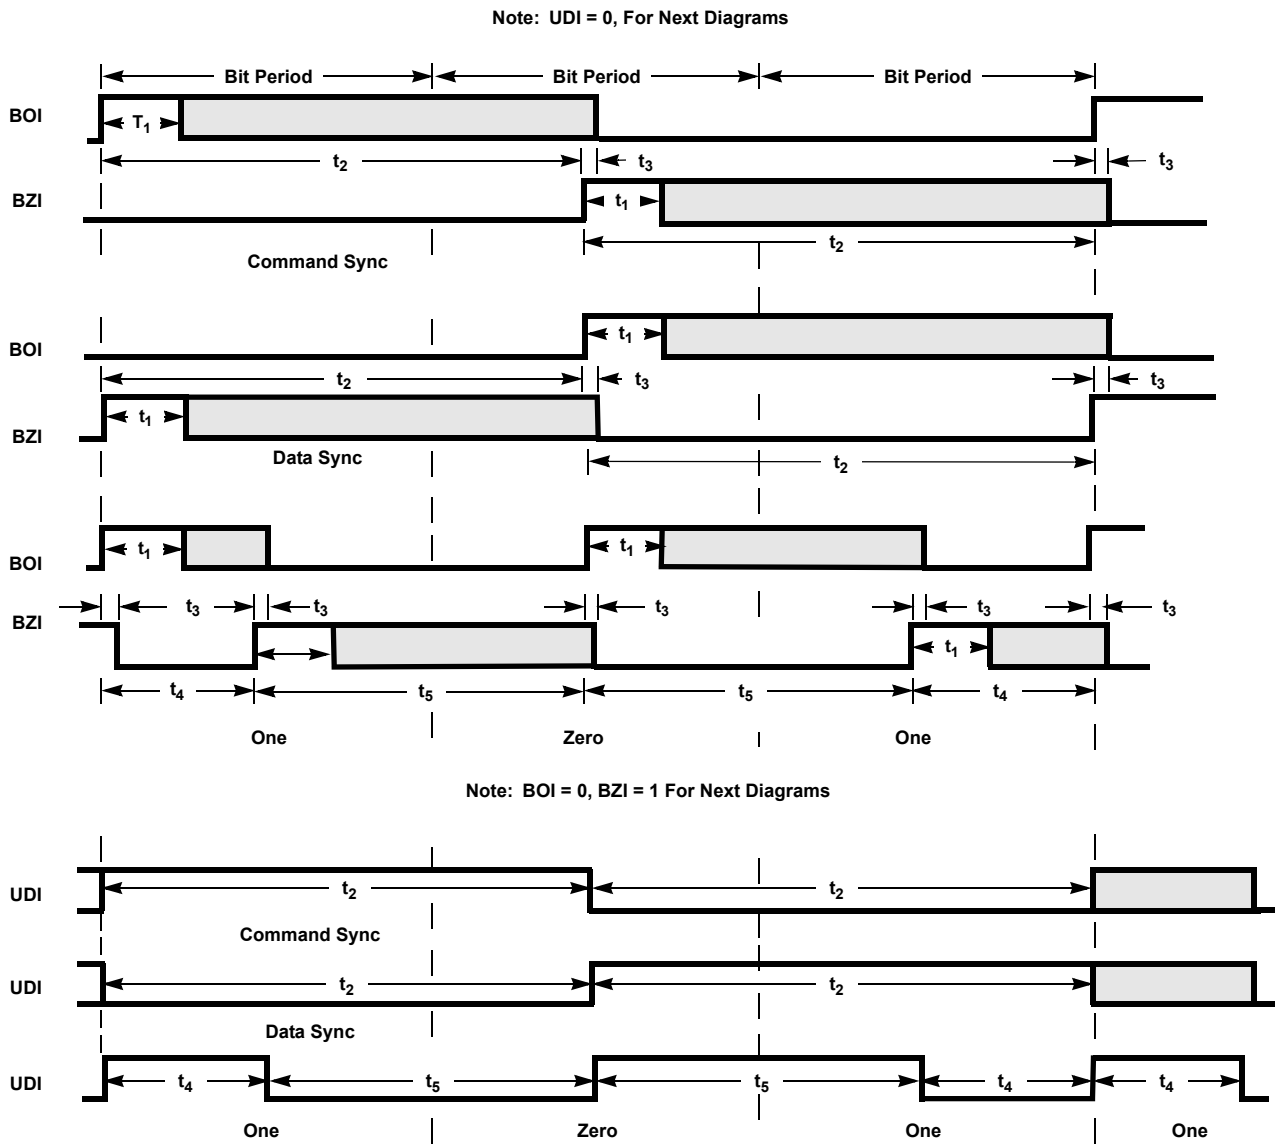 Note: UDI = 0, For Next Diagrams
Bit Period Bit Period Bit Period
BOI
T1
t2 t3 t3
BZI
t1
t2
Command Sync
BOI
t1
t2 t3 t3
BZI
t1
Data Sync
t2
BOI
t1 t1
BZI
t3 t3 t3 t3 t3
t1
t4 t5 t5 t4
One Zero One
Note: BOI = 0, BZI = 1 For Next Diagrams
UDI
t2 t2
Command Sync
UDI
t2 t2
Data Sync
UDI
t4 t5 t5 t4 t4
One Zero One One